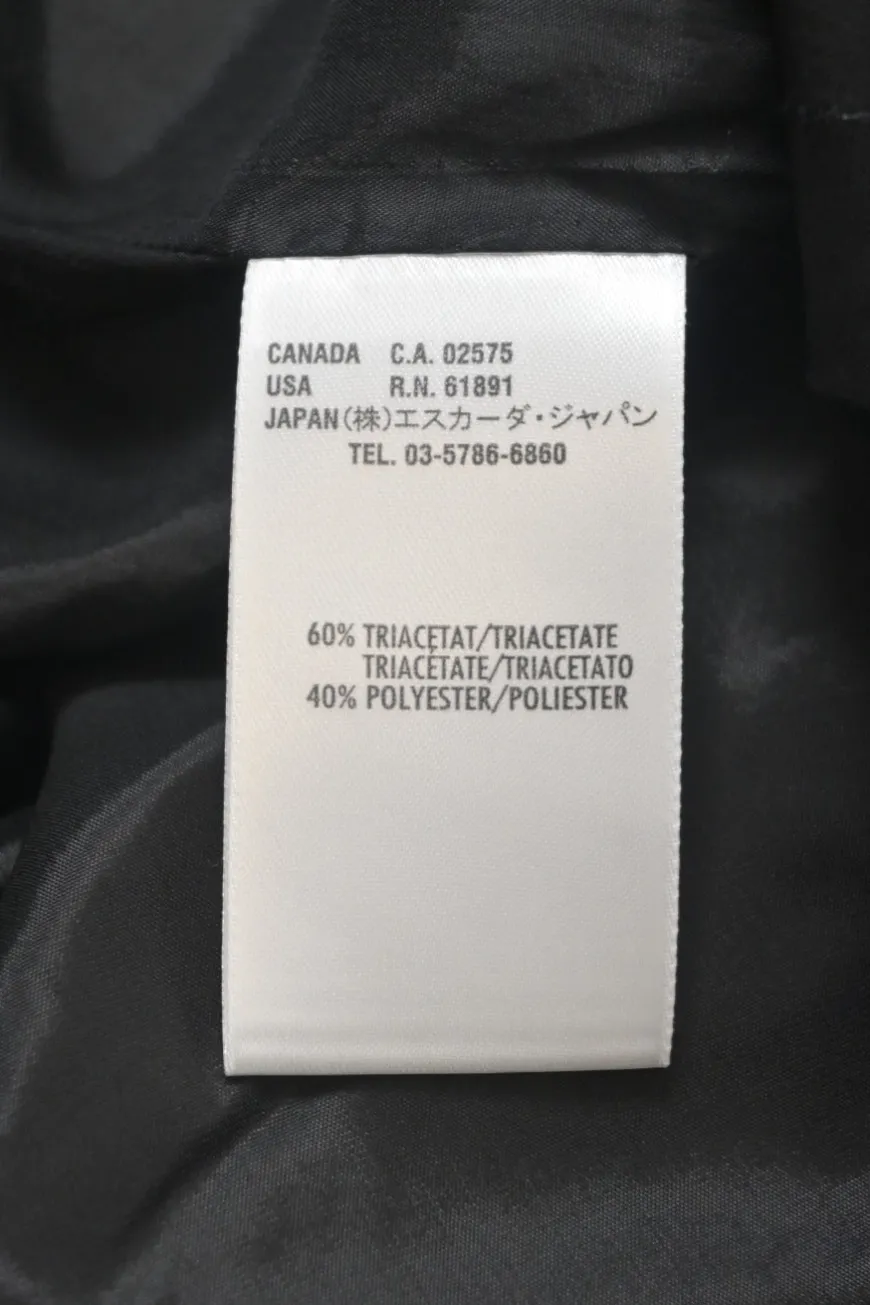 CANADA C.A. 02575
USA R.N. 61891
JAPAN(株)エスカーダ・ジャパン
TEL. 03-5786-6860
60% TRIACETAT/TRIACETATE
TRIACÉTATE/TRIACETATO
40% POLYESTER/POLIESTER